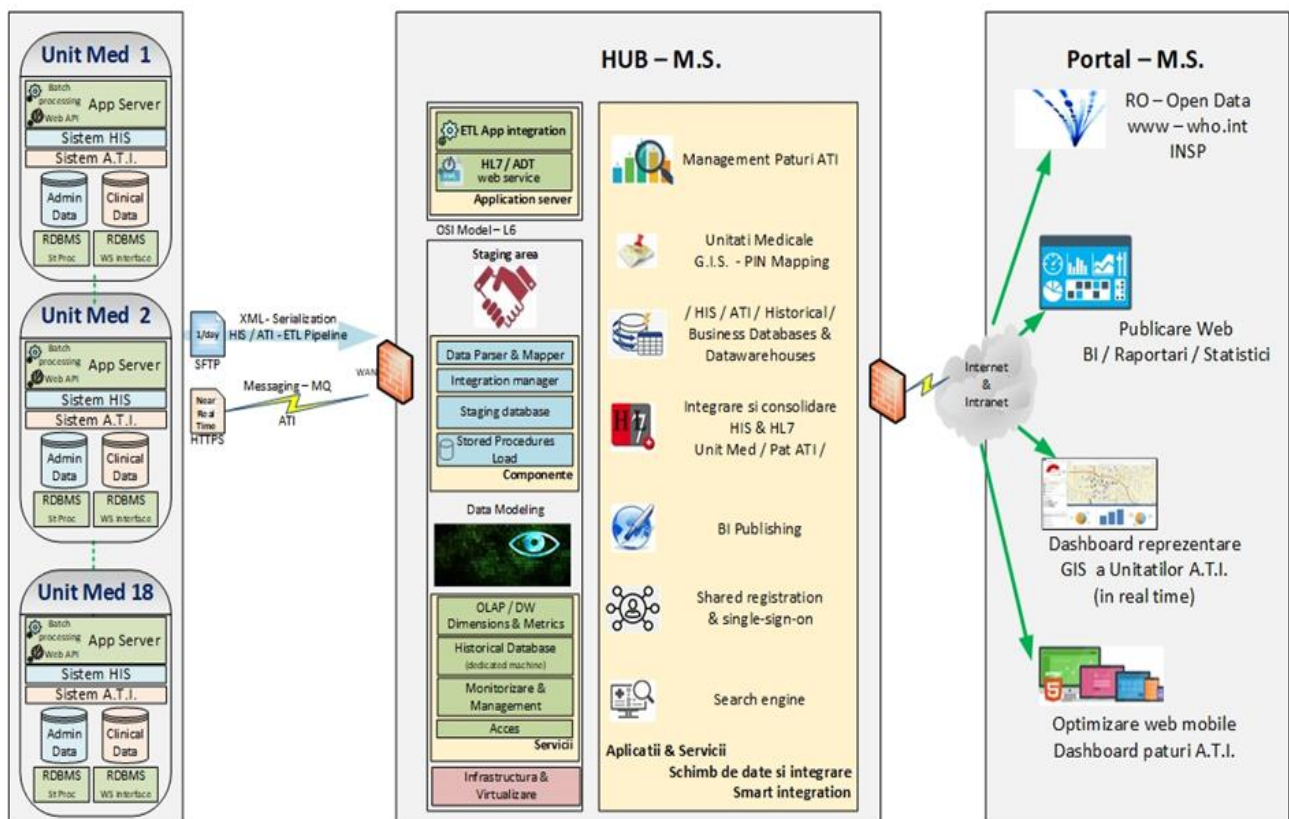 Unit Med 1
Batch
processing
Web API
App Server
Sistem HIS
Sistem A.T.I.
Admin
Data
Clinical
Data
RDBMS
St Proc
RDBMS
WS interface
Unit Med 2
Batch
processing
Web API
App Server
Sistem HIS
Sistem A.T.I.
Admin
Data
Clinical
Data
RDBMS
St Proc
RDBMS
WS interface
Unit Med 18
Batch
processing
Web API
App Server
Sistem HIS
Sistem A.T.I.
Admin
Data
Clinical
Data
RDBMS
St Proc
RDBMS
WS interface
1/day
SFTP
XML- Serialization
HIS / ATI - ETL Pipeline
Near
Real
Time
HTTPS
Messaging – MQ
ATI
WAN
HUB – M.S.
ETL App integration
HL7 / ADT
web service
Application server
OSI Model – L6
Staging area
Data Parser & Mapper
Integration manager
Staging database
Stored Procedures
Load
Componente
Data Modeling
OLAP / DW
Dimensions & Metrics
Historical Database
(dedicated machine)
Monitorizare &
Management
Acces
Servicii
Infrastructura &
Virtualizare
Management Paturi ATI
Unitati Medicale
G.I.S. - PIN Mapping
/ HIS / ATI / Historical /
Business Databases &
Datawarehouses
HL7
Integrare si consolidare
HIS & HL7
Unit Med / Pat ATI /
BI Publishing
Shared registration
& single-sign-on
Search engine
Aplicatii & Servicii
Schimb de date si integrare
Smart integration
Portal – M.S.
RO – Open Data
www – who.int
INSP
Publicare Web
BI / Raportari / Statistici
Internet
&
Intranet
Dashboard reprezentare
GIS a Unitatilor A.T.I.
(in real time)
5
Optimizare web mobile
Dashboard paturi A.T.I.